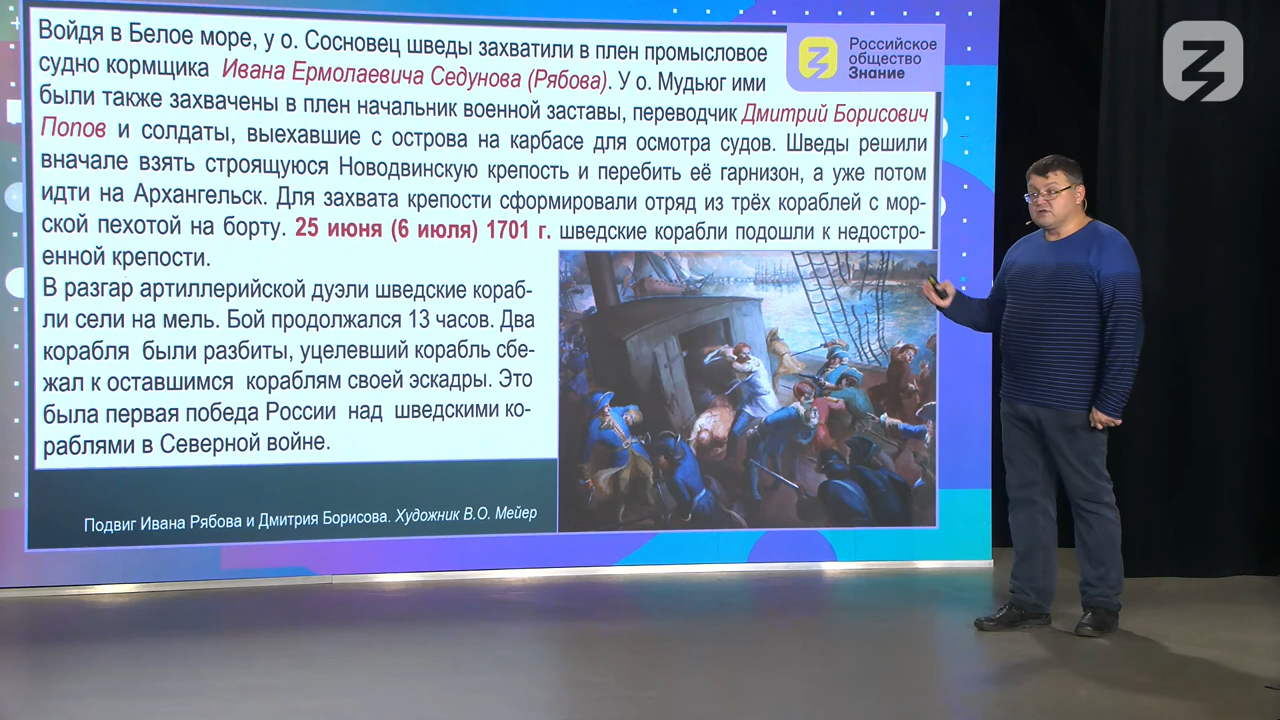 Войдя в Белое море, у о. Сосновец шведы захватили в плен промысловое
судно кормщика Ивана Ермолаевича Седунова (Рябова). У о. Мудьюг ими
были также захвачены в плен начальник военной заставы, переводчик Дмитрий Борисович
Попов и солдаты, выехавшие с острова на карбасе для осмотра судов. Шведы решили
вначале взять строящуюся Новодвинскую крепость и перебить её гарнизон, а уже потом
идти на Архангельск. Для захвата крепости сформировали отряд из трёх кораблей с мор-
ской пехотой на борту. 25 июня (6 июля) 1701 г. шведские корабли подошли к недостро-
енной крепости.
В разгар артиллерийской дуэли шведские кораб-
ли сели на мель. Бой продолжался 13 часов. Два
корабля были разбиты, уцелевший корабль сбе-
жал к оставшимся кораблям своей эскадры. Это
была первая победа России над шведскими ко-
раблями в Северной войне.
Подвиг Ивана Рябова и Дмитрия Борисова. Художник В.О. Мейер
Российское
общество
Знание